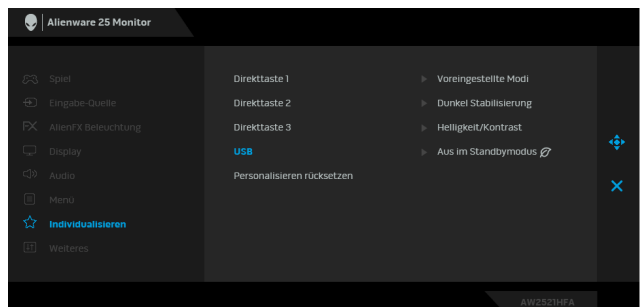 Alienware 25 Monitor
Spiel
Eingabe-Quelle
AlienFX Beleuchtung
Display
Audio
Menü
Individualisieren
Weiteres
Direkttaste 1 Voreingestellte Modi
Direkttaste 2 Dunkel Stabilisierung
Direkttaste 3 Helligkeit/Kontrast
USB Aus im Standbymodus
Personalisieren rücksetzen
AW2521HFA